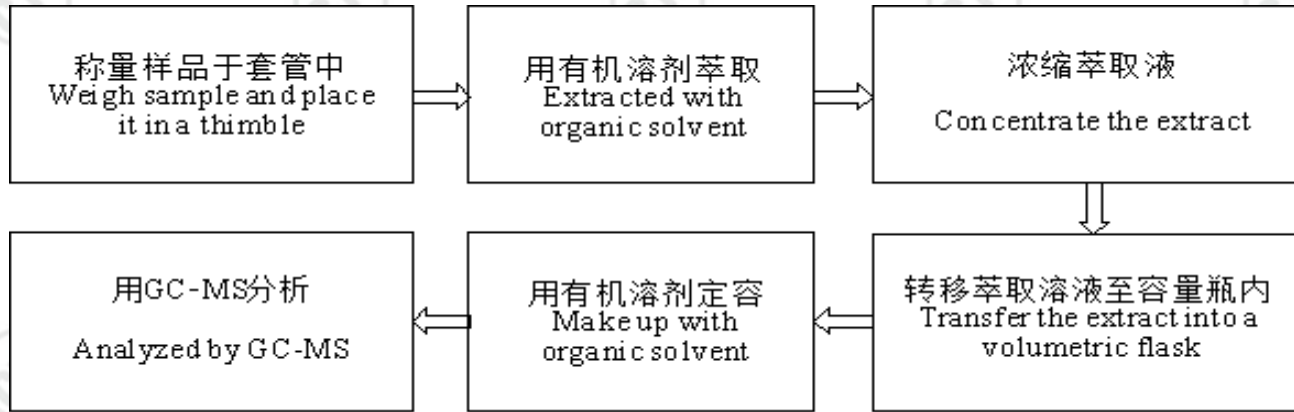 称量样品于套管中
Weigh sample and place
it in a thimble
用有机溶剂萃取
Extracted with
organic solvent
浓缩萃取液
Concentrate the extract
转移萃取溶液至容量瓶内
Transfer the extract into a
volumetric flask
用有机溶剂定容
Make up with
organic solvent
用GC-MS分析
Analyzed by GC-MS